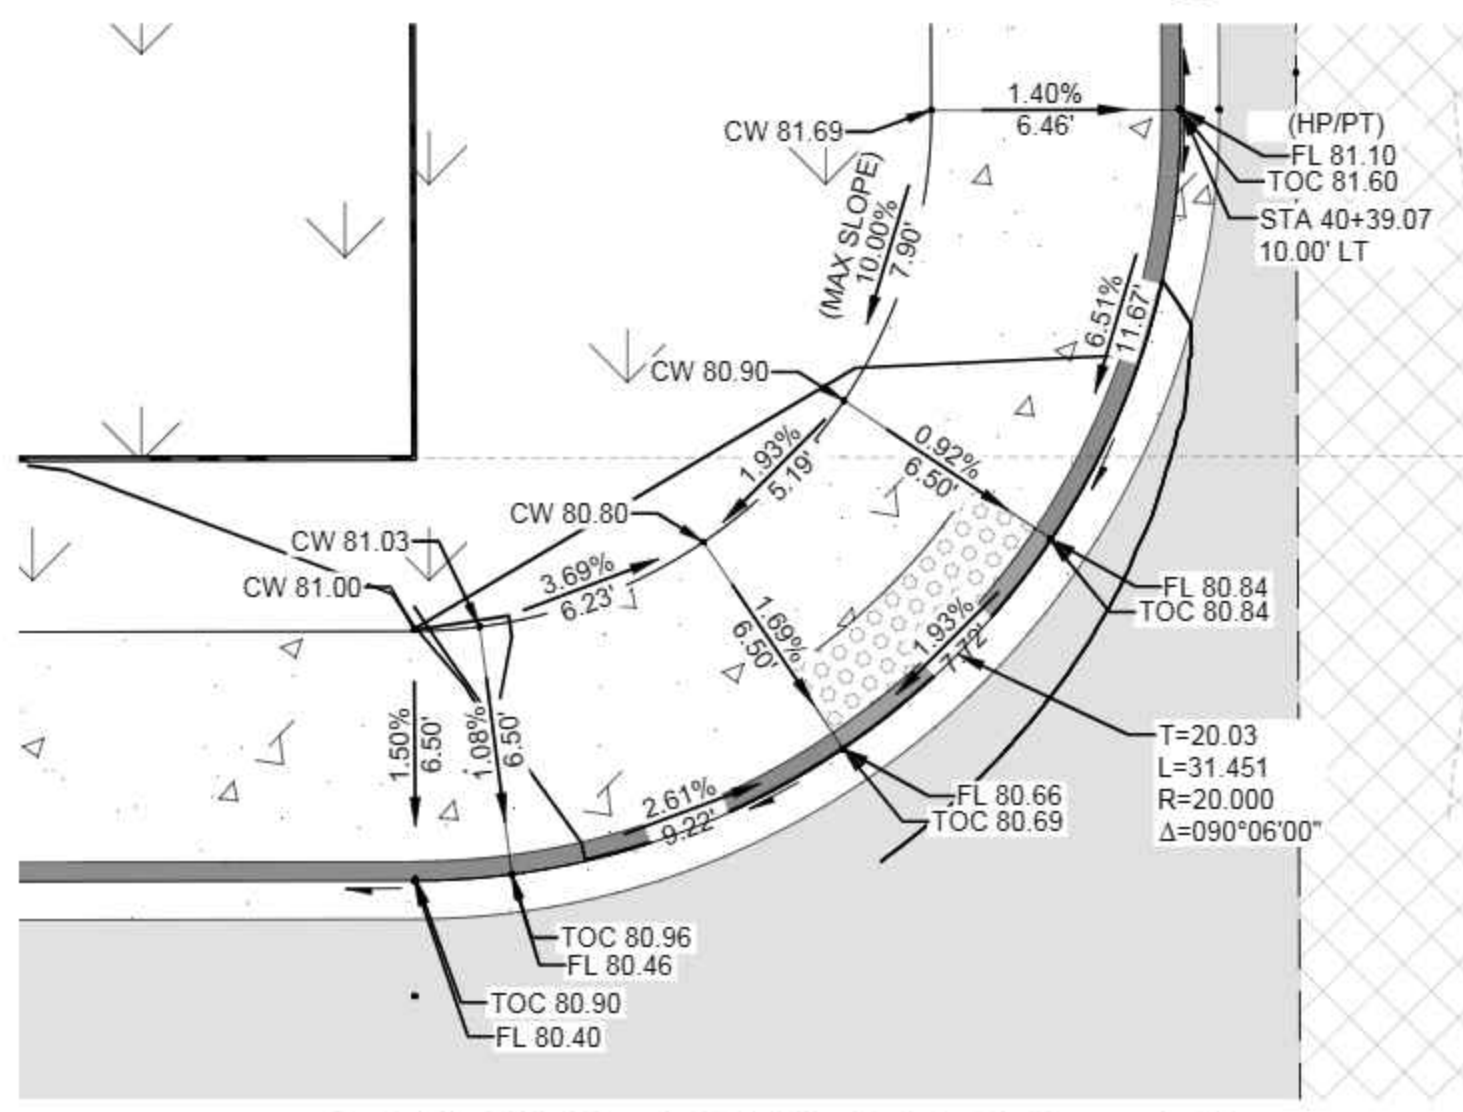 1.40%
6.46'
CW 81.69
(HP/PT)
FL 81.10
TOC 81.60
STA 40+39.07
10.00' LT
(MAX SLOPE)
10.00%
7.90'
6.51%
11.67'
CW 80.90
0.92%
6.50'
1.93%
5.19'
CW 80.80
CW 81.03
3.69%
6.23'
CW 81.00
FL 80.84
TOC 80.84
1.69%
6.50'
1.93%
7.72'
1.50%
6.50'
1.08%
6.50'
T=20.03
L=31.451
R=20.000
Δ=090°06'00"
2.61%
9.22'
FL 80.66
TOC 80.69
TOC 80.96
FL 80.46
TOC 80.90
FL 80.40